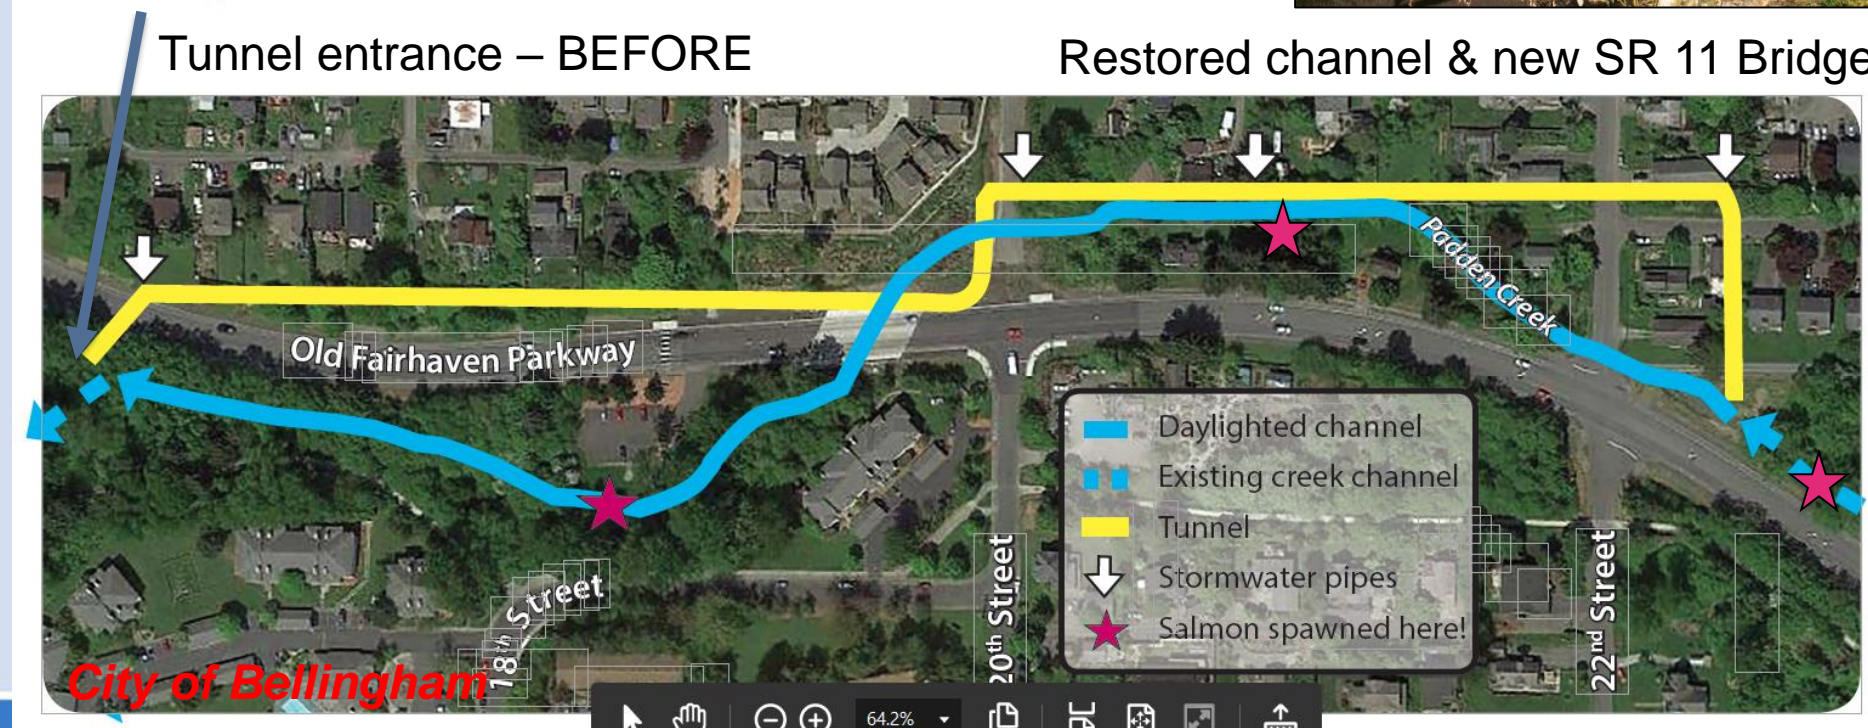 Tunnel entrance – BEFORE
Restored channel & new SR 11 Bridge
Padden Creek
Old Fairhaven Parkway
Daylighted channel
Existing creek channel
Tunnel
Stormwater pipes
Salmon spawned here!
18th Street
20th Street
22nd Street
City of Bellingham
64.2%